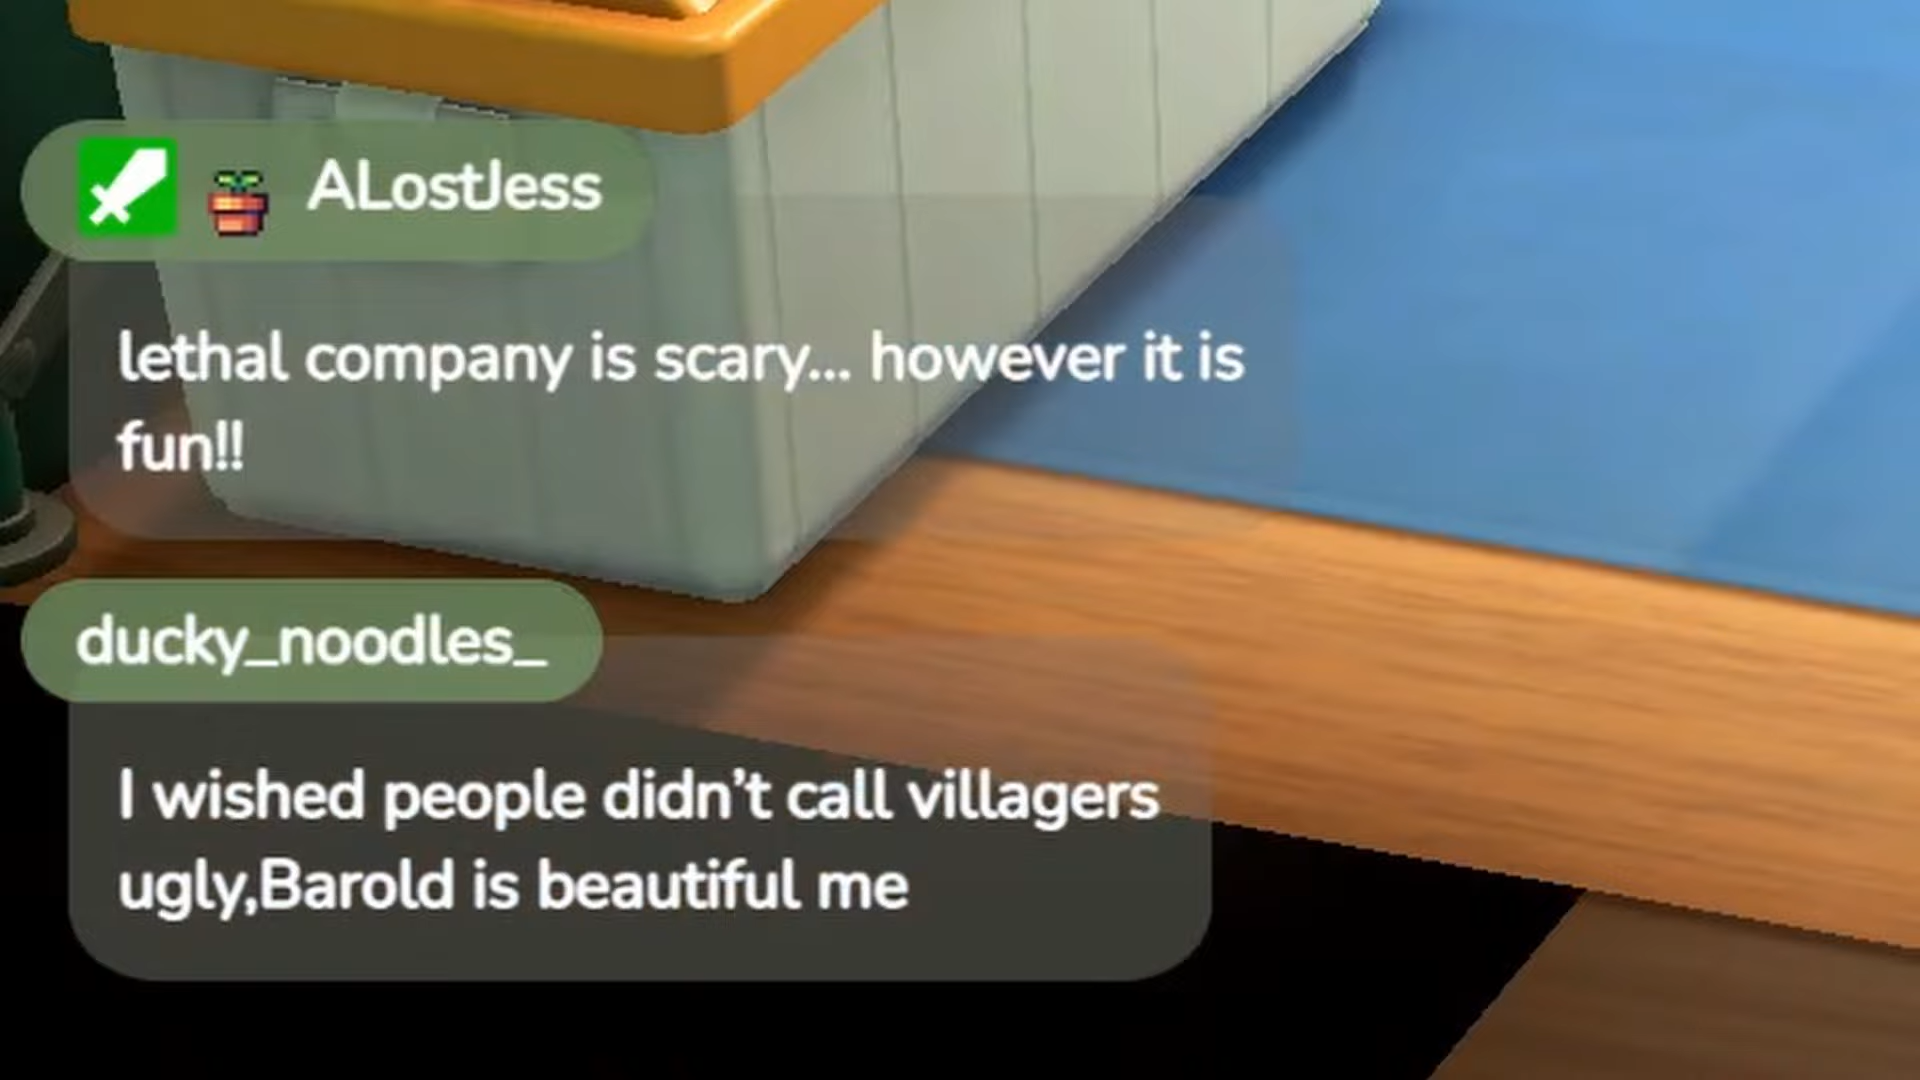 ALostJess
lethal company is scary... however it is
fun!!
ducky_noodles_
I wished people didn't call villagers
ugly,Barold is beautiful me